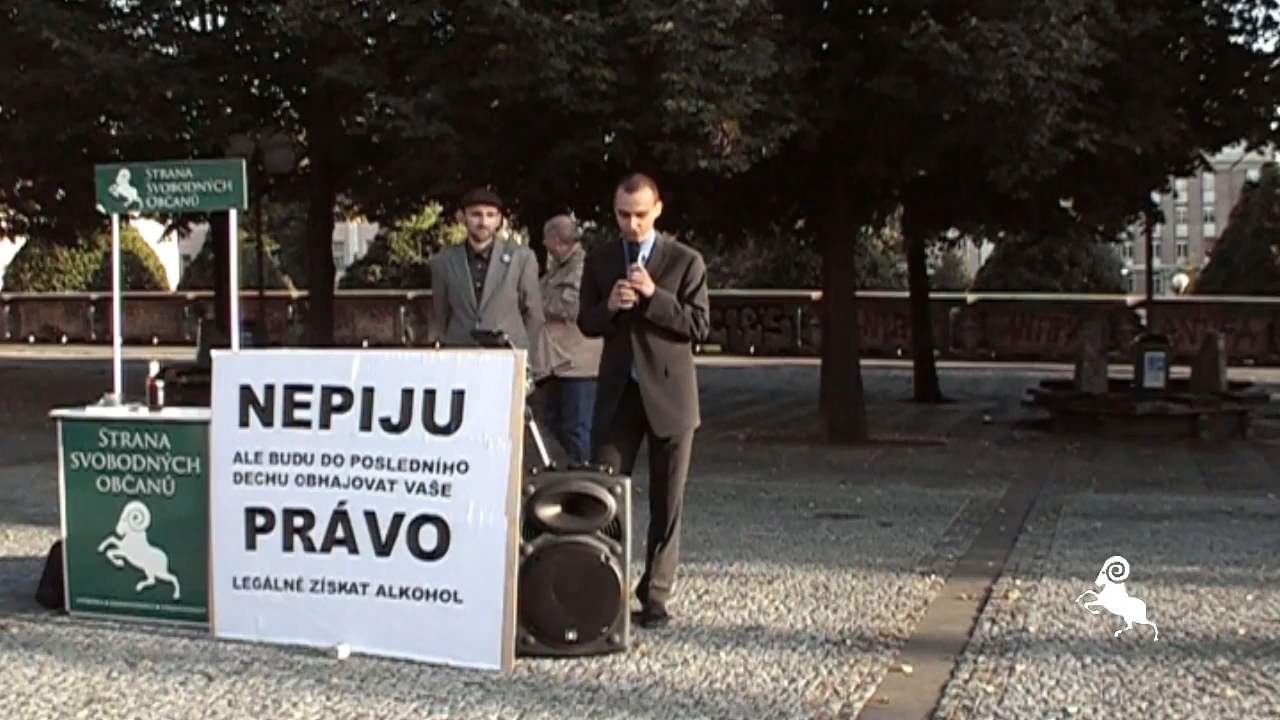 STRANA
SVOBODNÝCH
OBČANŮ
STRANA
SVOBODNÝCH
OBČANŮ
NEPIJU
ALE BUDU DO POSLEDNÍHO
DECHU OBHAJOVAT VAŠE
PRÁVO
LEGÁLNĚ ZÍSKAT ALKOHOL